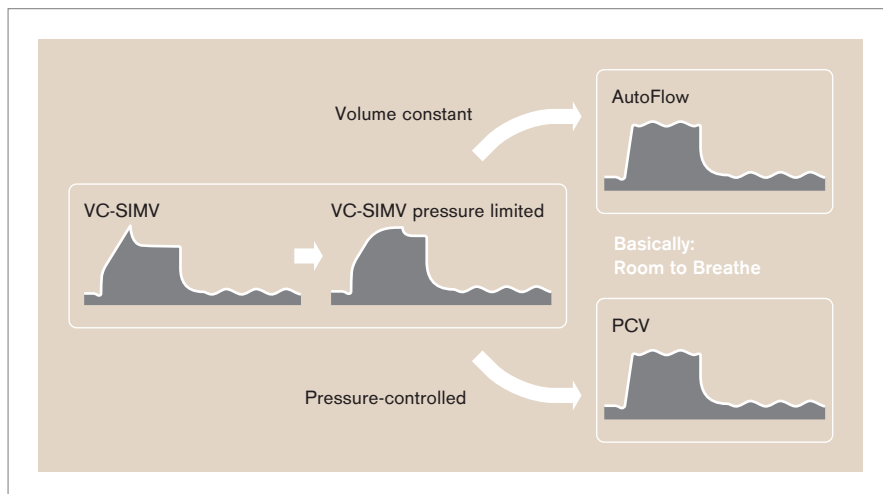 Volume constant
AutoFlow
VC-SIMV
VC-SIMV pressure limited
Basically:
Room to Breathe
PCV
Pressure-controlled